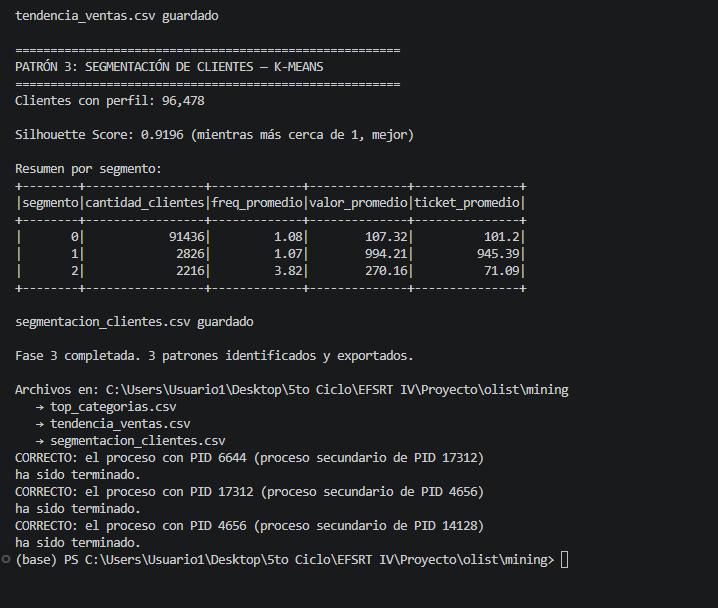 tendencia_ventas.csv guardado
=======================================================
PATRÓN 3: SEGMENTACIÓN DE CLIENTES — K-MEANS
=======================================================
Clientes con perfil: 96,478
Silhouette Score: 0.9196 (mientras más cerca de 1, mejor)
Resumen por segmento:
+--------+-----------------+-------------+--------------+---------------+
|segmento|cantidad_clientes|freq_promedio|valor_promedio|ticket_promedio|
+--------+-----------------+-------------+--------------+---------------+
|       0|            91436|         1.08|        107.32|          101.2|
|       1|             2826|         1.07|        994.21|         945.39|
|       2|             2216|         3.82|        270.16|          71.09|
+--------+-----------------+-------------+--------------+---------------+
segmentacion_clientes.csv guardado
Fase 3 completada. 3 patrones identificados y exportados.
Archivos en: C:\Users\Usuario1\Desktop\5to Ciclo\EFSRT IV\Proyecto\olist\mining
→ top_categorias.csv
→ tendencia_ventas.csv
→ segmentacion_clientes.csv
CORRECTO: el proceso con PID 6644 (proceso secundario de PID 17312)
ha sido terminado.
CORRECTO: el proceso con PID 17312 (proceso secundario de PID 4656)
ha sido terminado.
CORRECTO: el proceso con PID 4656 (proceso secundario de PID 14128)
ha sido terminado.
(base) PS C:\Users\Usuario1\Desktop\5to Ciclo\EFSRT IV\Proyecto\olist\mining>